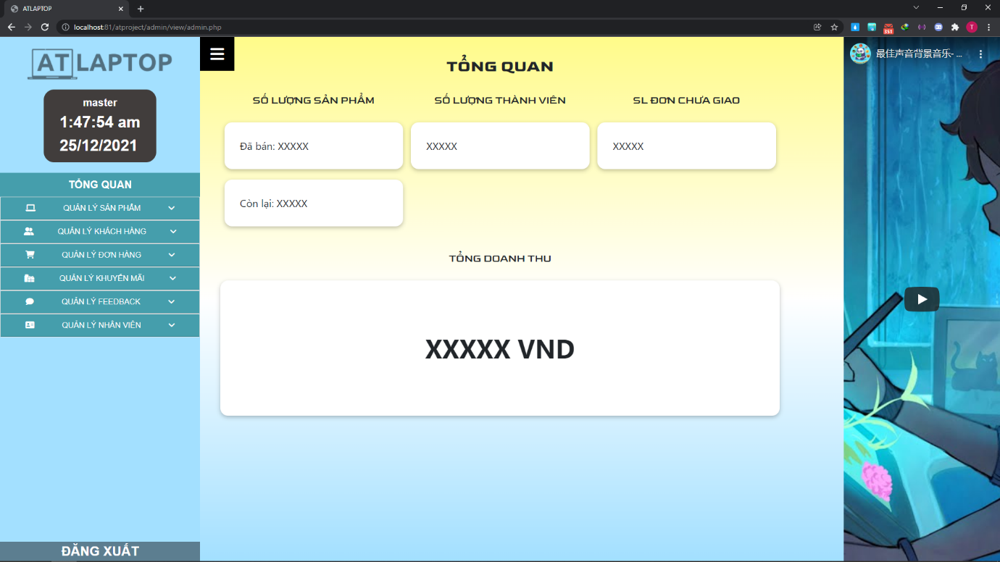 ATLAPTOP
localhost:81/atproject/admin/view/admin.php
351
T
ATLAPTOP
master
1:47:54 am
25/12/2021
TỔNG QUAN
QUẢN LÝ SẢN PHẨM
QUẢN LÝ KHÁCH HÀNG
QUẢN LÝ ĐƠN HÀNG
QUẢN LÝ KHUYẾN MÃI
QUẢN LÝ FEEDBACK
QUẢN LÝ NHÂN VIÊN
ĐĂNG XUẤT
TỔNG QUAN
SỐ LƯỢNG SẢN PHẨM
SỐ LƯỢNG THÀNH VIÊN
SL ĐƠN CHƯA GIAO
Đã bán: XXXXX
XXXXX
XXXXX
Còn lại: XXXXX
TỔNG DOANH THU
XXXXX VND
最佳声音背景音乐- ...